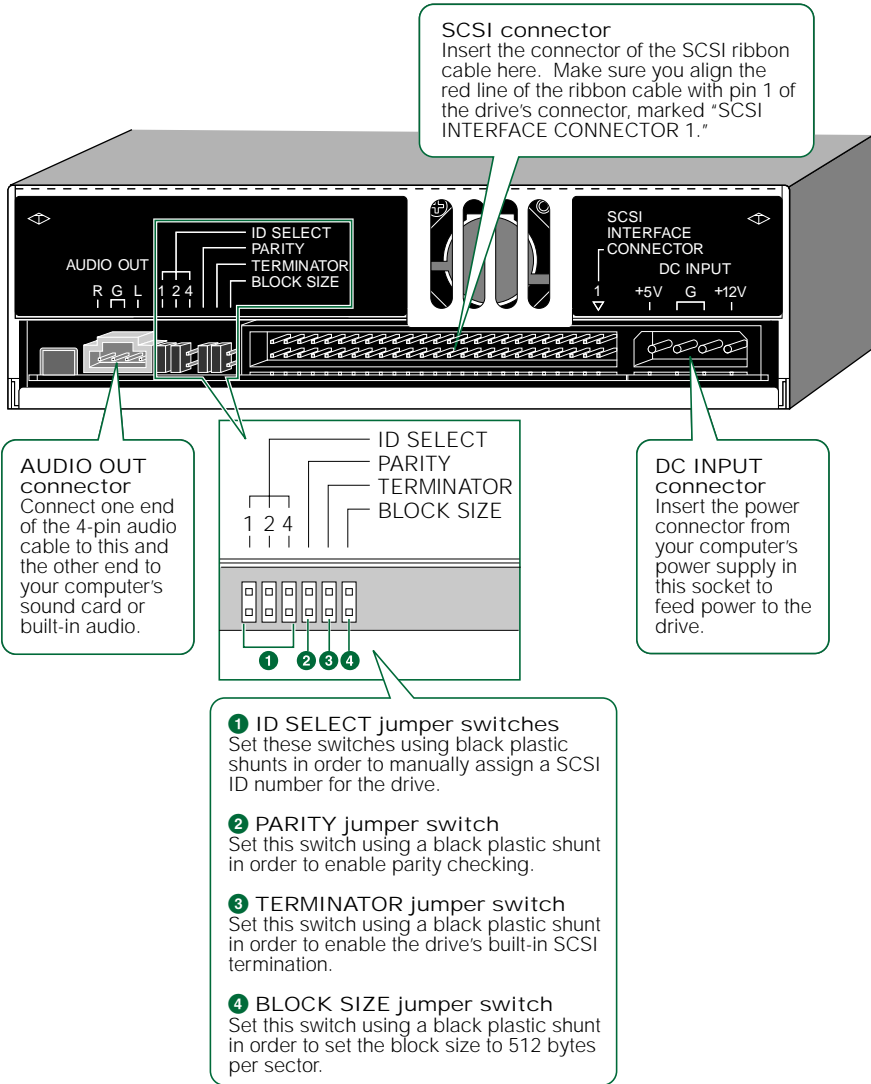 SCSI connector
Insert the connector of the SCSI ribbon
cable here. Make sure you align the
red line of the ribbon cable with pin 1 of
the drive's connector, marked “SCSI
INTERFACE CONNECTOR 1.”
AUDIO OUT
R G L
1 2 4
ID SELECT
PARITY
TERMINATOR
BLOCK SIZE
SCSI
INTERFACE
CONNECTOR
1
DC INPUT
+5V G +12V
AUDIO OUT
connector
Connect one end
of the 4-pin audio
cable to this and
the other end to
your computer's
sound card or
built-in audio.
ID SELECT
PARITY
TERMINATOR
BLOCK SIZE
1 2 4
1 2 3 4
DC INPUT
connector
Insert the power
connector from
your computer's
power supply in
this socket to
feed power to the
drive.
1 ID SELECT jumper switches
Set these switches using black plastic
shunts in order to manually assign a SCSI
ID number for the drive.
2 PARITY jumper switch
Set this switch using a black plastic shunt
in order to enable parity checking.
3 TERMINATOR jumper switch
Set this switch using a black plastic shunt
in order to enable the drive's built-in SCSI
termination.
4 BLOCK SIZE jumper switch
Set this switch using a black plastic shunt
in order to set the block size to 512 bytes
per sector.